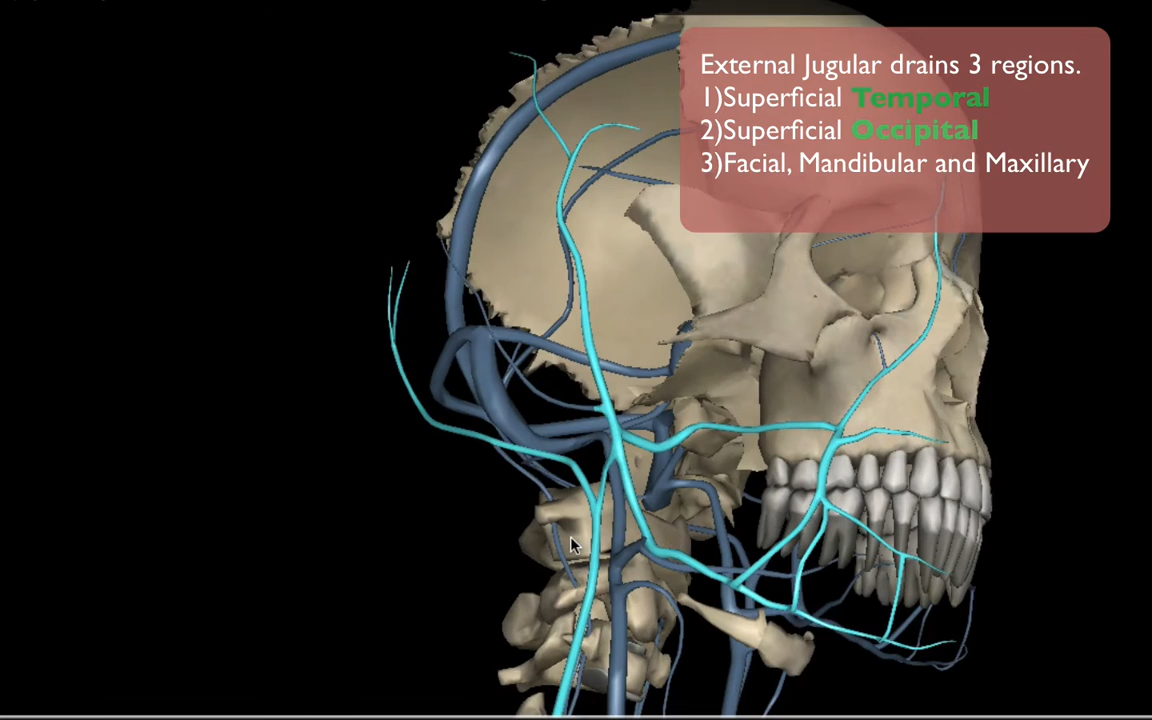 External Jugular drains 3 regions.
1)Superficial Temporal
2)Superficial Occipital
3)Facial, Mandibular and Maxillary